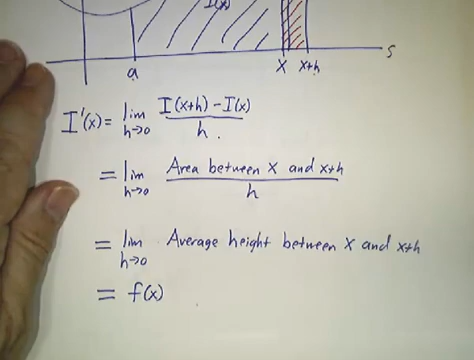 I(x)
a x x+h s
I'(x) = lim h→0 I(x+h) - I(x) / h.
= lim h→0 Area between x and x+h / h
= lim h→0 Average height between x and x+h
= f(x)